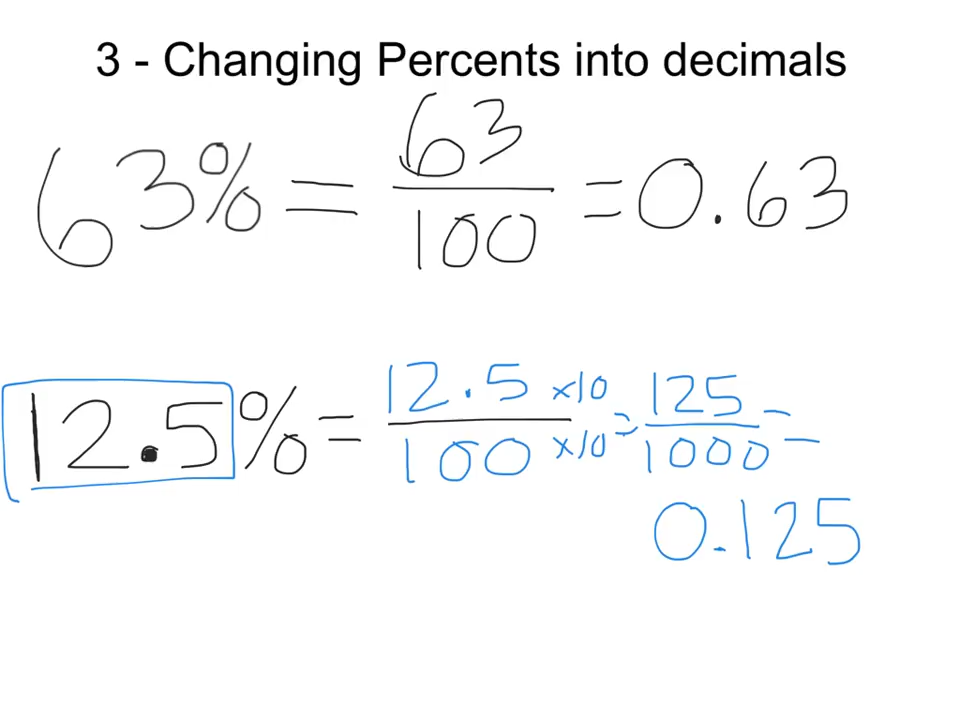 3 - Changing Percents into decimals
63% = 63/100 = 0.63
12.5% = 12.5/100 ×10/×10 = 125/1000 =
0.125